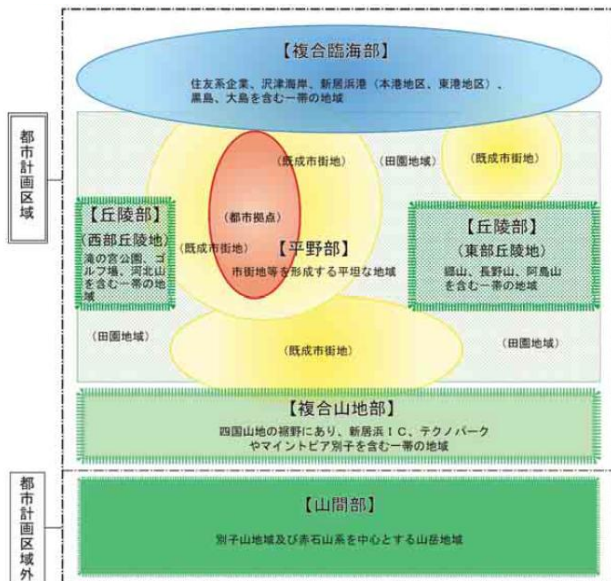 都市計画区域
【複合臨海部】
住友系企業、沢津海岸、新居浜港（本港地区、東港地区）、
黒島、大島を含む一帯の地域
（既成市街地）
（田園地域）
（既成市街地）
【丘陵部】
（西部丘陵地）
滝の宮公園、ゴ
ルフ場、河北山
を含む一帯の地
域
（都市拠点）
（既成市街地）
【平野部】
市街地等を形成する平坦な地域
【丘陵部】
（東部丘陵地）
郷山、長野山、阿島山
を含む一帯の地域
（田園地域）
（既成市街地）
（田園地域）
【複合山地部】
四国山地の裾野にあり、新居浜ＩＣ、テクノパーク
やマイントピア別子を含む一帯の地域
都市計画区域外
【山間部】
別子山地域及び赤石山系を中心とする山岳地域